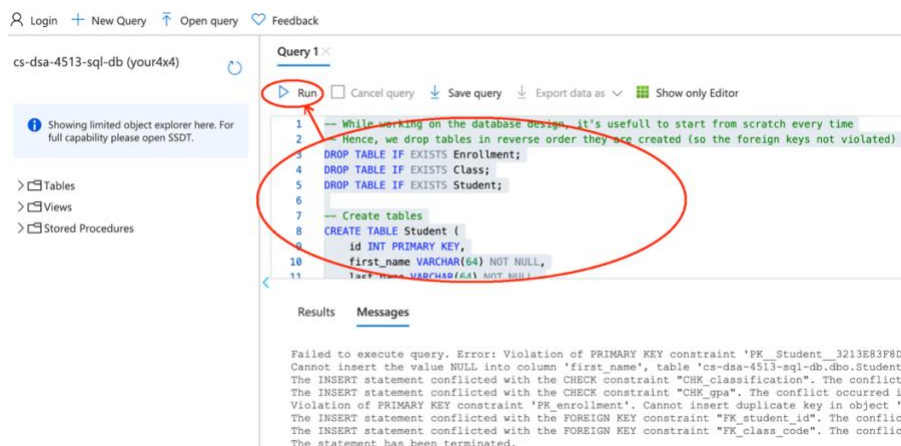 Login New Query Open query Feedback
cs-dsa-4513-sql-db (your4x4)
Showing limited object explorer here. For
full capability please open SSDT.
Tables
Views
Stored Procedures
Query 1
Run Cancel query Save query Export data as Show only Editor
1 -- While working on the database design, it's usefull to start from scratch every time
2 -- Hence, we drop tables in reverse order they are created (so the foreign keys not violated)
3 DROP TABLE IF EXISTS Enrollment;
4 DROP TABLE IF EXISTS Class;
5 DROP TABLE IF EXISTS Student;
6
7 -- Create tables
8 CREATE TABLE Student (
9 id INT PRIMARY KEY,
10 first_name VARCHAR(64) NOT NULL,
11 last_name VARCHAR(64) NOT NULL
Results Messages
Failed to execute query. Error: Violation of PRIMARY KEY constraint 'PK__Student__3213E83F8D
Cannot insert the value NULL into column 'first_name', table 'cs-dsa-4513-sql-db.dbo.Student
The INSERT statement conflicted with the CHECK constraint "CHK_classification". The conflict
The INSERT statement conflicted with the CHECK constraint "CHK_gpa". The conflict occurred i
Violation of PRIMARY KEY constraint 'PK_enrollment'. Cannot insert duplicate key in object '
The INSERT statement conflicted with the FOREIGN KEY constraint "FK_student_id". The conflic
The INSERT statement conflicted with the FOREIGN KEY constraint "FK_class_code". The conflic
The statement has been terminated.